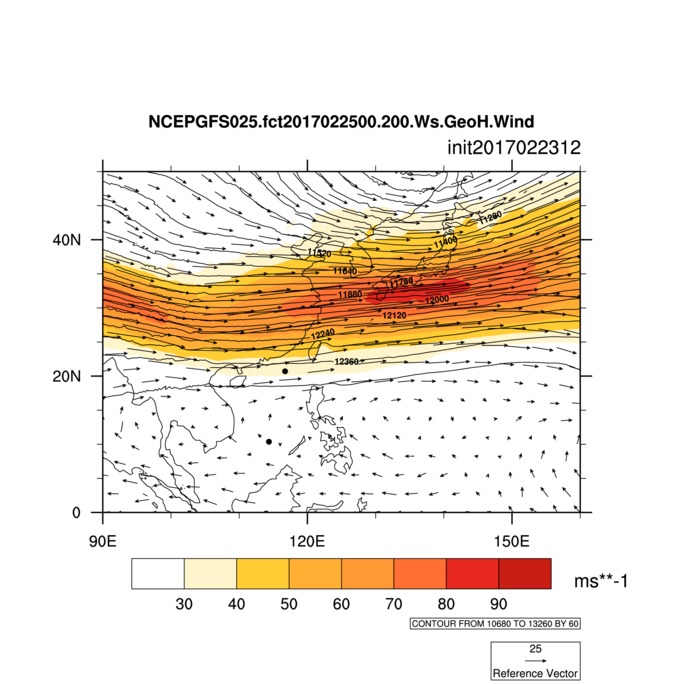 NCEPGFS025.fct2017022500.200.Ws.GeoH.Wind
init2017022312
11280
11400
40N
11520
11640
11760
11880
12000
12120
12240
12360
20N
0
90E 120E 150E
30 40 50 60 70 80 90
ms**-1
CONTOUR FROM 10680 TO 13260 BY 60
25
Reference Vector